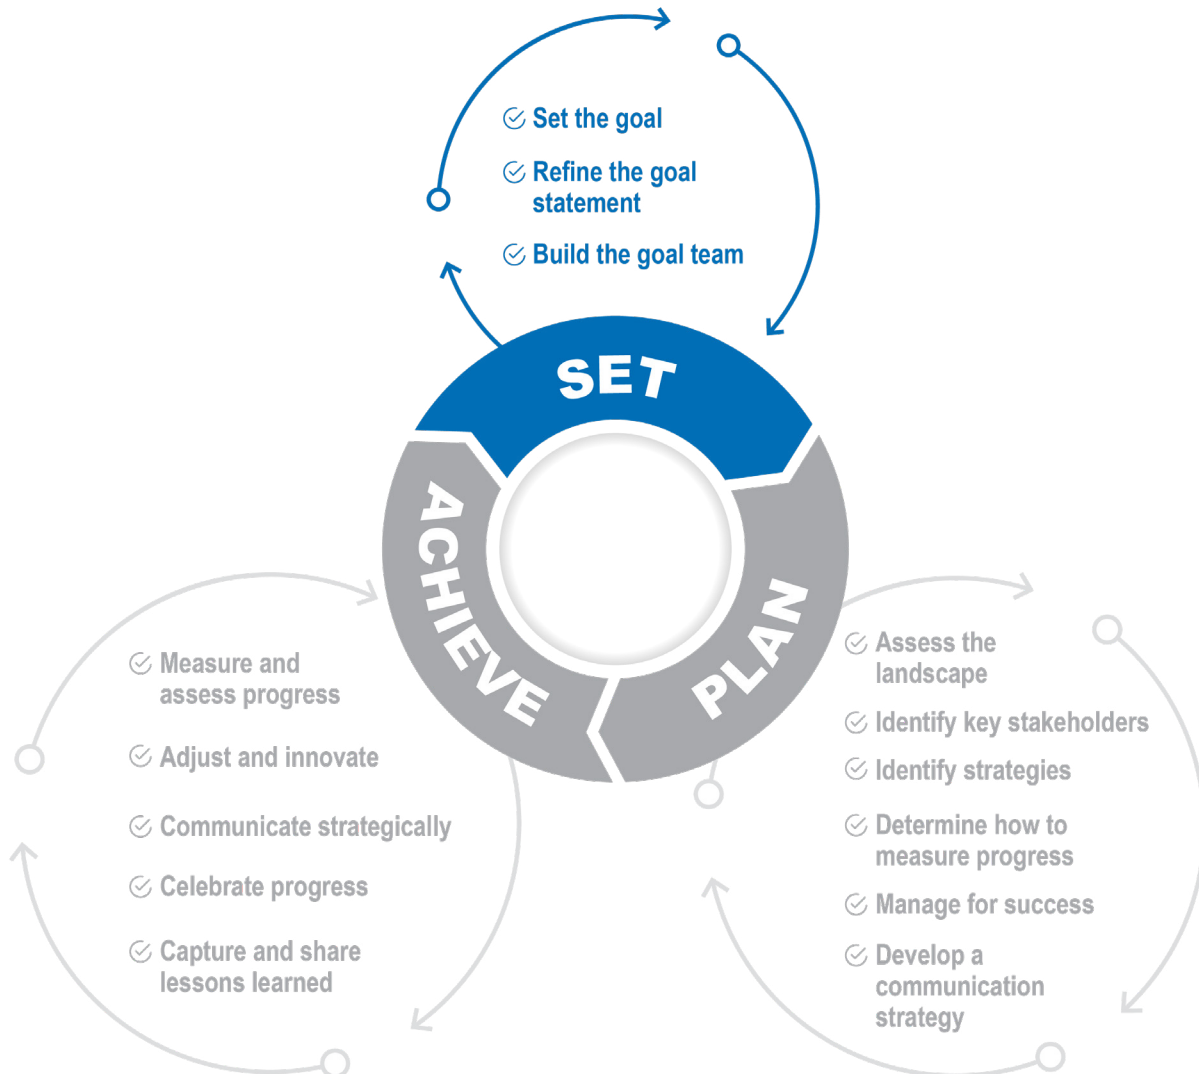 Set the goal
Refine the goal
statement
Build the goal team
SET
PLAN
ACHIEVE
Assess the
landscape
Identify key stakeholders
Identify strategies
Determine how to
measure progress
Manage for success
Develop a
communication
strategy
Measure and
assess progress
Adjust and innovate
Communicate strategically
Celebrate progress
Capture and share
lessons learned